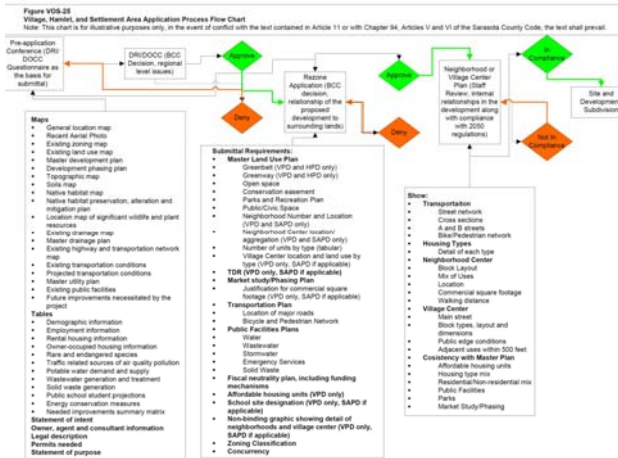 Figure VOS-25
Village, Hamlet, and Settlement Area Application Process Flow Chart
Note: This chart is for illustrative purposes only, in the event of conflict with the text contained in Article 11 or with Chapter 94, Articles V and VI of the Sarasota County Code, the text shall prevail.
Pre-application
Conference (DRI/
DOCC
Questionnaire as
the basis for
submittal)
DRI/DOCC (BCC
Decision, regional
level issues)
Approve
Deny
Rezone
Application (BCC
decision,
relationship of the
proposed
development to
surrounding lands)
Approve
Deny
Neighborhood or
Village Center
Plan (Staff
Review, internal
relationships in the
development along
with compliance
with 2050
regulations)
In
Compliance
Not In
Compliance
Site and
Development /
Subdivision
Maps
General location map
Recent Aerial Photo
Existing zoning map
Existing land use map
Master development plan
Development phasing plan
Topographic map
Soils map
Native habitat map
Native habitat preservation, alteration and
mitigation plan
Location map of significant wildlife and plant
resources
Existing drainage map
Master drainage plan
Existing highway and transportation network
map
Existing transportation conditions
Projected transportation conditions
Master utility plan
Existing public facilities
Future improvements necessitated by the
project
Tables
Demographic information
Employment information
Rental housing information
Owner-occupied housing information
Rare and endangered species
Traffic related sources of air quality pollution
Potable water demand and supply
Wastewater generation and treatment
Solid waste generation
Public school student projections
Energy conservation measures
Needed improvements summary matrix
Statement of intent
Owner, agent and consultant information
Legal description
Permits needed
Statement of purpose
Submittal Requirements:
Master Land Use Plan
Greenbelt (VPD and HPD only)
Greenway (VPD and HPD only)
Open space
Conservation easement
Parks and Recreation Plan
Public/Civic Space
Neighborhood Number and Location
(VPD and SAPD only)
Neighborhood Center location/
aggregation (VPD and SAPD only)
Number of units by type (tabular)
Village Center location and land use by
type (VPD only, SAPD if applicable)
TDR (VPD only, SAPD if applicable)
Market study/Phasing Plan
Justification for commercial square
footage (VPD only, SAPD if applicable)
Transportation Plan
Location of major roads
Bicycle and Pedestrian Network
Public Facilities Plans
Water
Wastewater
Stormwater
Emergency Services
Solid Waste
Fiscal neutrality plan, including funding
mechanisms
Affordable housing units (VPD only)
School site designation (VPD only, SAPD if
applicable)
Non-binding graphic showing detail of
neighborhoods and village center (VPD only,
SAPD if applicable)
Zoning Classification
Concurrency
Show:
Transportaiton
Street network
Cross sections
A and B streets
Bike/Pedestrian network
Housing Types
Detail of each type
Neighborhood Center
Block Layout
Mix of Uses
Location
Commercial square footage
Walking distance
Village Center
Main street
Block types, layout and
dimensions
Public edge conditions
Adjacent uses within 500 feet
Cosistency with Master Plan
Affordable housing units
Housing type mix
Residential/Non-residential mix
Public Facilities
Parks
Market Study/Phasing